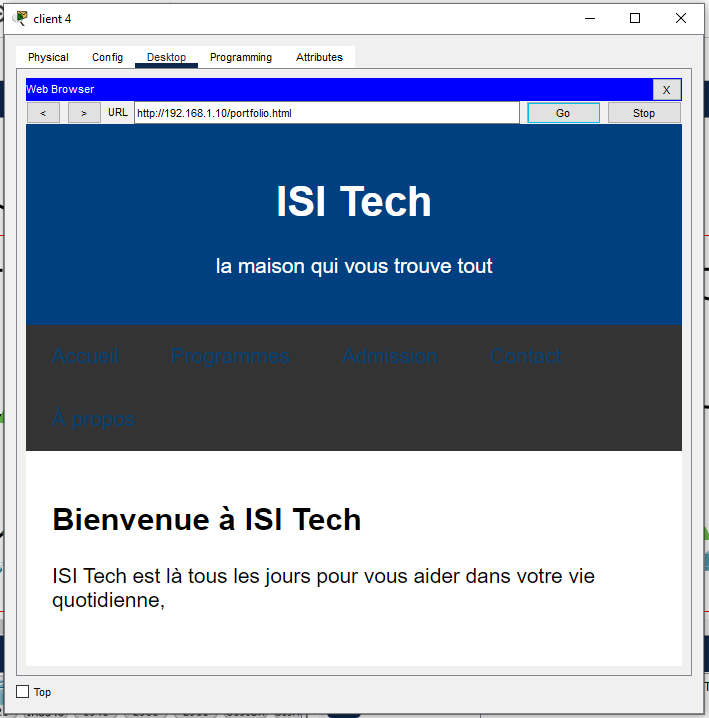 client 4
Physical Config Desktop Programming Attributes
Web Browser X
< > URL http://192.168.1.10/portfolio.html Go Stop
ISI Tech
la maison qui vous trouve tout
Accueil Programmes Admission Contact
À propos
Bienvenue à ISI Tech
ISI Tech est là tous les jours pour vous aider dans votre vie
quotidienne,
Top